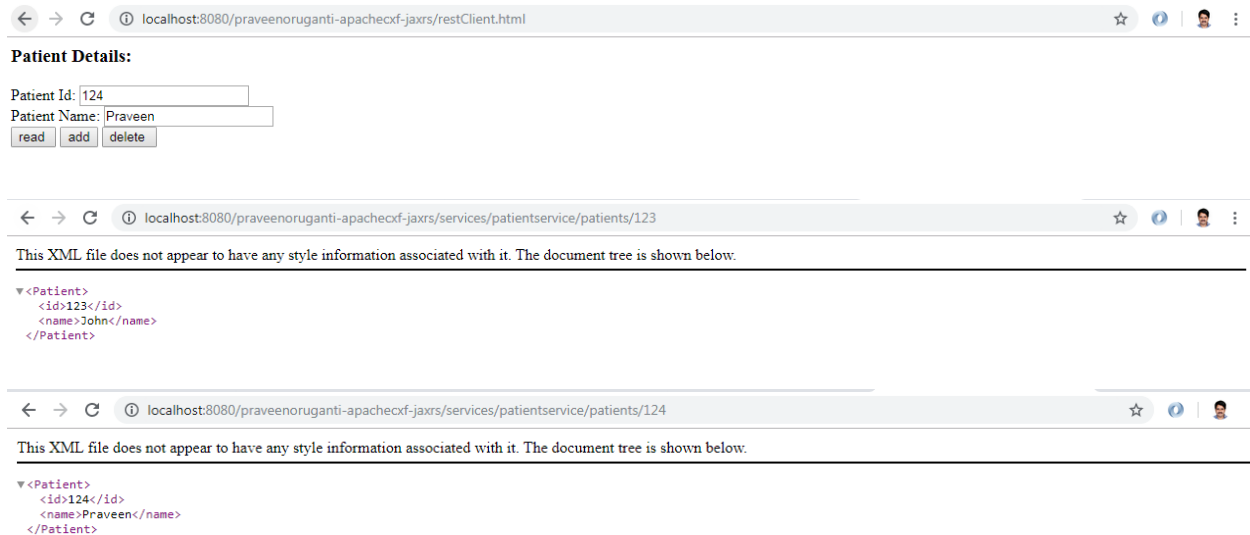 localhost:8080/praveenoruganti-apachecxf-jaxrs/restClient.html
Patient Details:
Patient Id: 124
Patient Name: Praveen
read add delete
localhost:8080/praveenoruganti-apachecxf-jaxrs/services/patientservice/patients/123
This XML file does not appear to have any style information associated with it. The document tree is shown below.
▼<Patient>
<id>123</id>
<name>John</name>
</Patient>
localhost:8080/praveenoruganti-apachecxf-jaxrs/services/patientservice/patients/124
This XML file does not appear to have any style information associated with it. The document tree is shown below.
▼<Patient>
<id>124</id>
<name>Praveen</name>
</Patient>